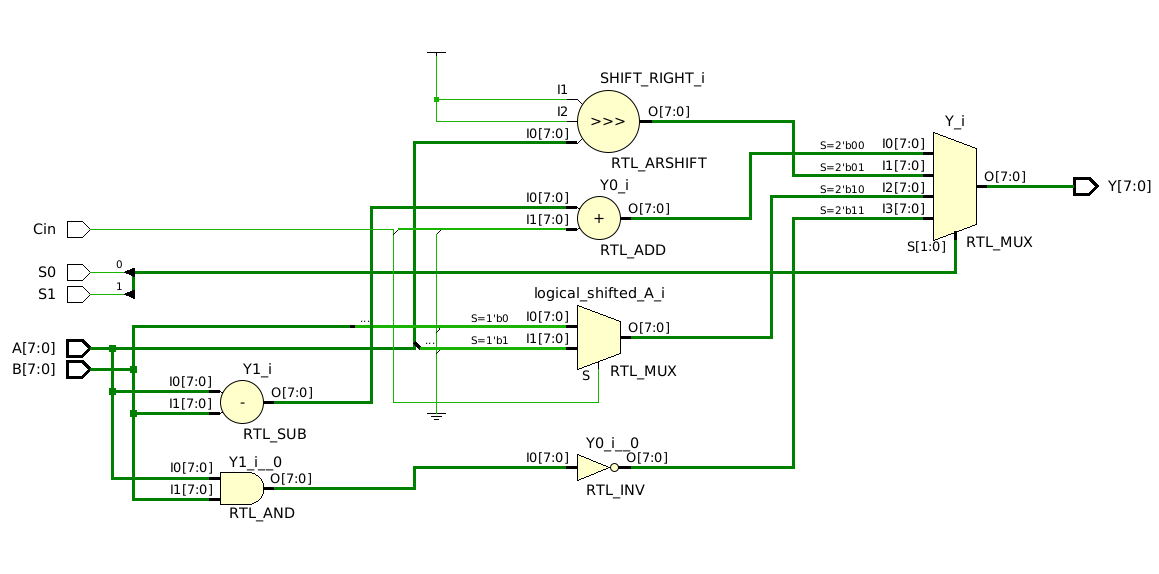 SHIFT_RIGHT_i
I1
I2
I0[7:0]
>>>
O[7:0]
RTL_ARSHIFT
Y0_i
I0[7:0]
I1[7:0]
+
O[7:0]
RTL_ADD
Y_i
S=2'b00 I0[7:0]
S=2'b01 I1[7:0]
S=2'b10 I2[7:0]
S=2'b11 I3[7:0]
O[7:0]
S[1:0]
RTL_MUX
Y[7:0]
Cin
S0
0
S1
1
logical_shifted_A_i
... S=1'b0 I0[7:0]
... S=1'b1 I1[7:0]
O[7:0]
S
RTL_MUX
A[7:0]
B[7:0]
Y1_i
I0[7:0]
I1[7:0]
-
O[7:0]
RTL_SUB
Y1_i__0
I0[7:0]
I1[7:0]
O[7:0]
RTL_AND
Y0_i__0
I0[7:0]
O[7:0]
RTL_INV